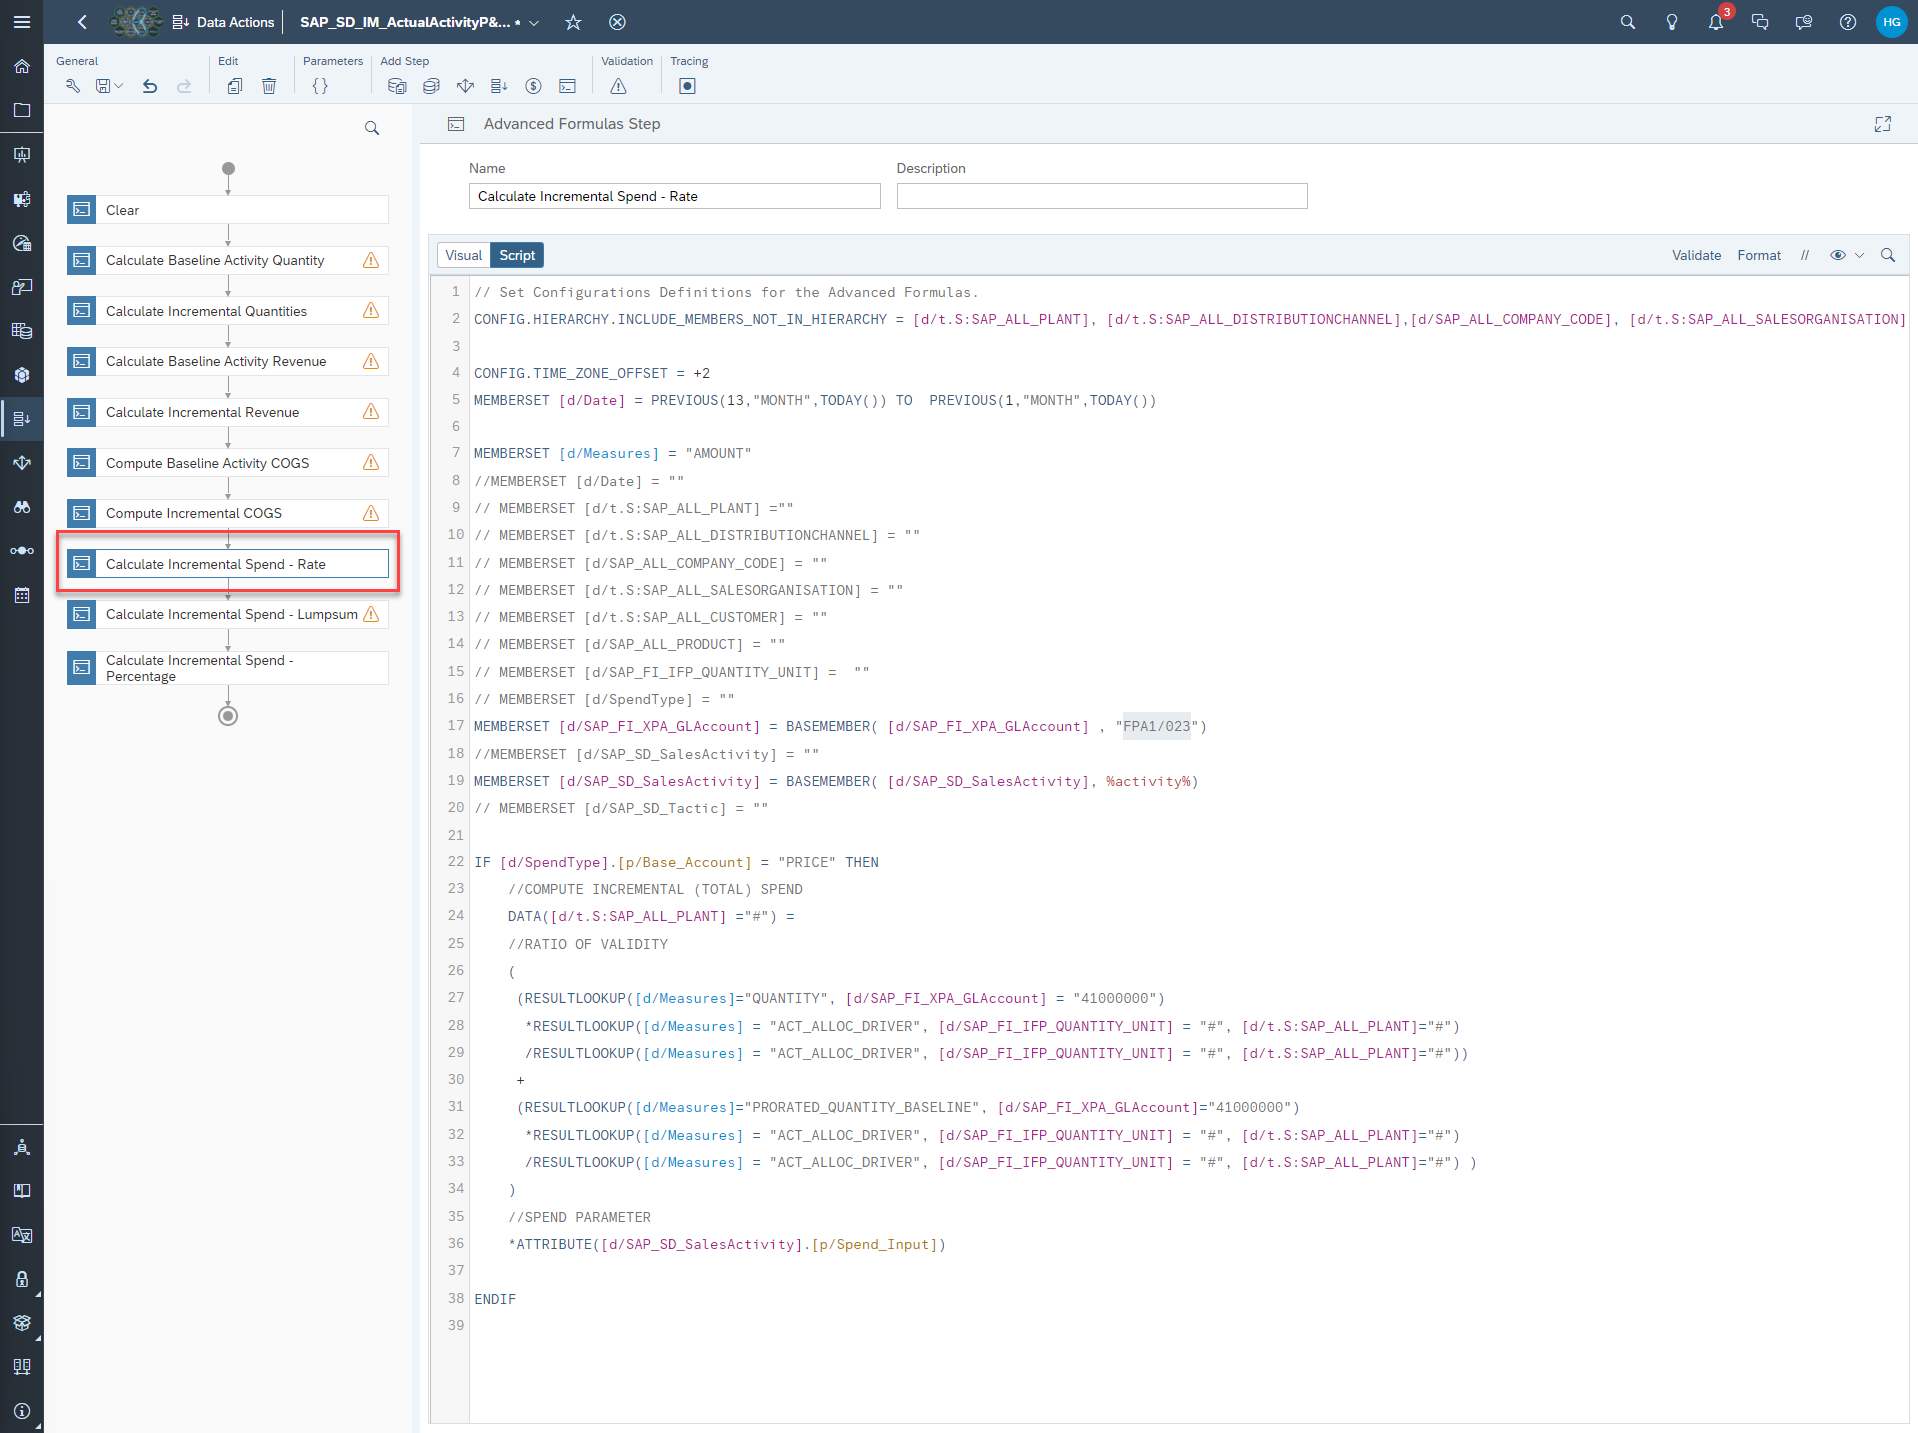 Data Actions
SAP_SD_IM_ActualActivityP&... *
3
HG
General
Edit
Parameters
Add Step
Validation
Tracing
Advanced Formulas Step
Name
Description
Calculate Incremental Spend - Rate
Clear
Calculate Baseline Activity Quantity
Calculate Incremental Quantities
Calculate Baseline Activity Revenue
Calculate Incremental Revenue
Compute Baseline Activity COGS
Compute Incremental COGS
Calculate Incremental Spend - Rate
Calculate Incremental Spend - Lumpsum
Calculate Incremental Spend -
Percentage
Visual Script
Validate Format //
1 // Set Configurations Definitions for the Advanced Formulas.
2 CONFIG.HIERARCHY.INCLUDE_MEMBERS_NOT_IN_HIERARCHY = [d/t.S:SAP_ALL_PLANT], [d/t.S:SAP_ALL_DISTRIBUTIONCHANNEL],[d/SAP_ALL_COMPANY_CODE], [d/t.S:SAP_ALL_SALESORGANISATION]
3
4 CONFIG.TIME_ZONE_OFFSET = +2
5 MEMBERSET [d/Date] = PREVIOUS(13,"MONTH",TODAY()) TO  PREVIOUS(1,"MONTH",TODAY())
6
7 MEMBERSET [d/Measures] = "AMOUNT"
8 //MEMBERSET [d/Date] = ""
9 // MEMBERSET [d/t.S:SAP_ALL_PLANT] =""
10 // MEMBERSET [d/t.S:SAP_ALL_DISTRIBUTIONCHANNEL] = ""
11 // MEMBERSET [d/SAP_ALL_COMPANY_CODE] = ""
12 // MEMBERSET [d/t.S:SAP_ALL_SALESORGANISATION] = ""
13 // MEMBERSET [d/t.S:SAP_ALL_CUSTOMER] = ""
14 // MEMBERSET [d/SAP_ALL_PRODUCT] = ""
15 // MEMBERSET [d/SAP_FI_IFP_QUANTITY_UNIT] =  ""
16 // MEMBERSET [d/SpendType] = ""
17 MEMBERSET [d/SAP_FI_XPA_GLAccount] = BASEMEMBER( [d/SAP_FI_XPA_GLAccount] , "FPA1/023")
18 //MEMBERSET [d/SAP_SD_SalesActivity] = ""
19 MEMBERSET [d/SAP_SD_SalesActivity] = BASEMEMBER( [d/SAP_SD_SalesActivity], %activity%)
20 // MEMBERSET [d/SAP_SD_Tactic] = ""
21
22 IF [d/SpendType].[p/Base_Account] = "PRICE" THEN
23 //COMPUTE INCREMENTAL (TOTAL) SPEND
24 DATA([d/t.S:SAP_ALL_PLANT] ="#") =
25 //RATIO OF VALIDITY
26 (
27 (RESULTLOOKUP([d/Measures]="QUANTITY", [d/SAP_FI_XPA_GLAccount] = "41000000")
28 *RESULTLOOKUP([d/Measures] = "ACT_ALLOC_DRIVER", [d/SAP_FI_IFP_QUANTITY_UNIT] = "#", [d/t.S:SAP_ALL_PLANT]="#")
29 /RESULTLOOKUP([d/Measures] = "ACT_ALLOC_DRIVER", [d/SAP_FI_IFP_QUANTITY_UNIT] = "#", [d/t.S:SAP_ALL_PLANT]="#"))
30 +
31 (RESULTLOOKUP([d/Measures]="PRORATED_QUANTITY_BASELINE", [d/SAP_FI_XPA_GLAccount]="41000000")
32 *RESULTLOOKUP([d/Measures] = "ACT_ALLOC_DRIVER", [d/SAP_FI_IFP_QUANTITY_UNIT] = "#", [d/t.S:SAP_ALL_PLANT]="#")
33 /RESULTLOOKUP([d/Measures] = "ACT_ALLOC_DRIVER", [d/SAP_FI_IFP_QUANTITY_UNIT] = "#", [d/t.S:SAP_ALL_PLANT]="#") )
34 )
35 //SPEND PARAMETER
36 *ATTRIBUTE([d/SAP_SD_SalesActivity].[p/Spend_Input])
37
38 ENDIF
39